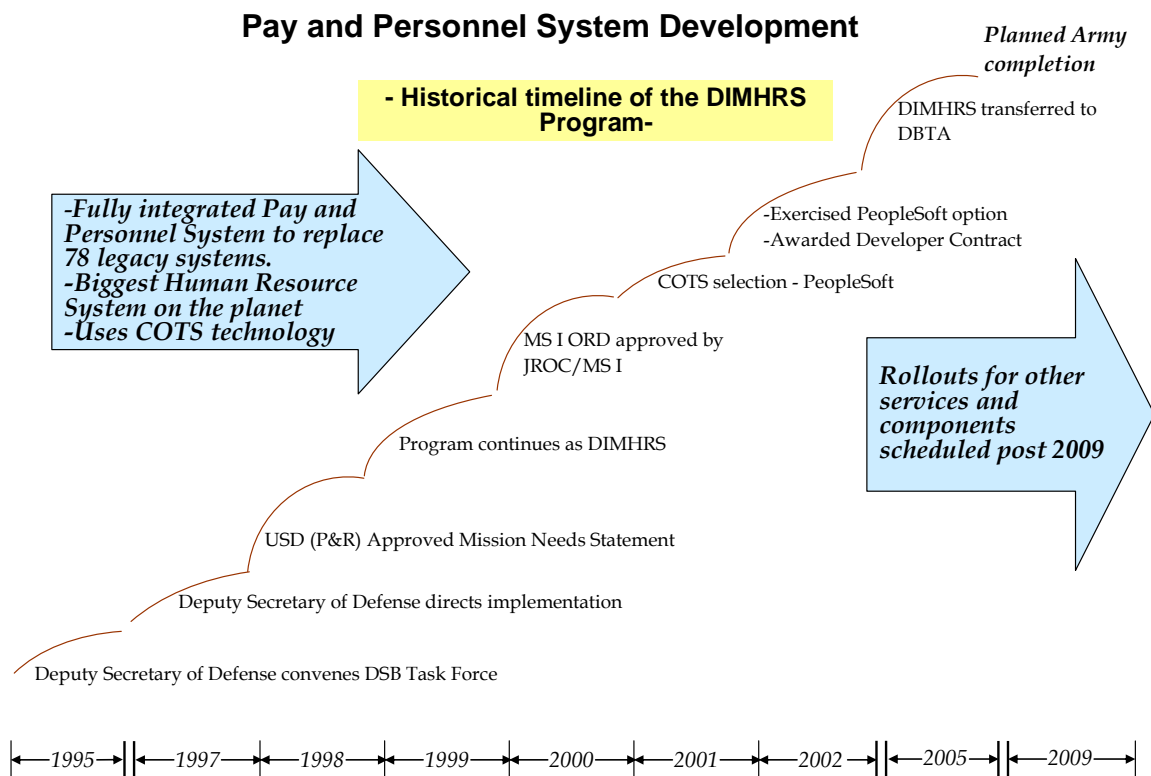 Pay and Personnel System Development
Planned Army
completion
- Historical timeline of the DIMHRS
Program-
DIMHRS transferred to
DBTA
-Fully integrated Pay and
Personnel System to replace
78 legacy systems.
-Biggest Human Resource
System on the planet
-Uses COTS technology
-Exercised PeopleSoft option
-Awarded Developer Contract
COTS selection - PeopleSoft
MS I ORD approved by
JROC/MS I
Rollouts for other
services and
components
scheduled post 2009
Program continues as DIMHRS
USD (P&R) Approved Mission Needs Statement
Deputy Secretary of Defense directs implementation
Deputy Secretary of Defense convenes DSB Task Force
1995 1997 1998 1999 2000 2001 2002 2005 2009